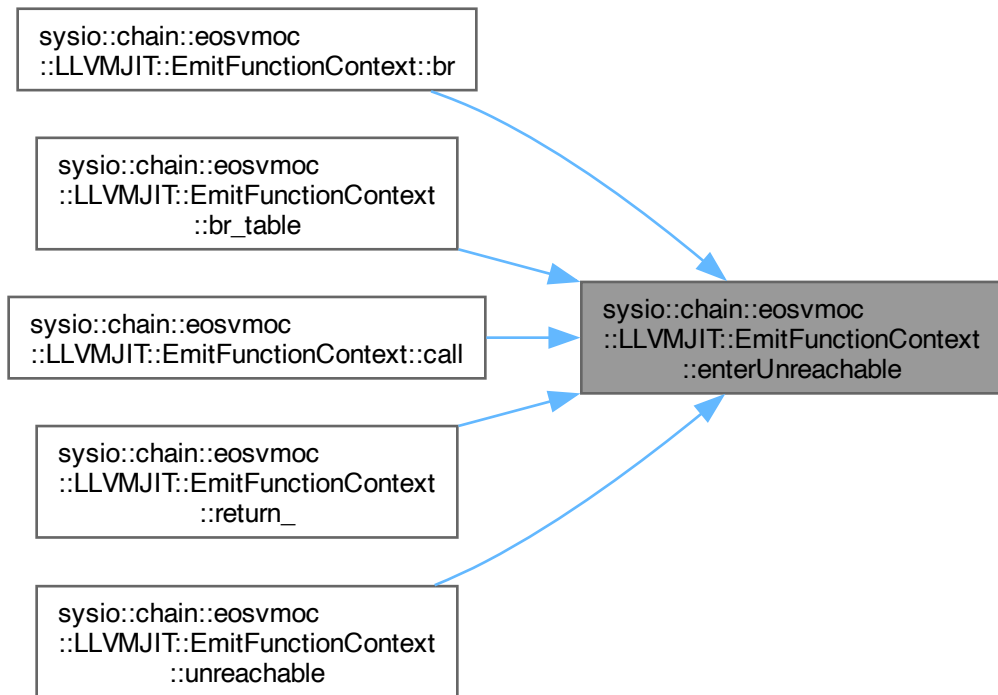 sysio::chain::eosvmoc
::LLVMJIT::EmitFunctionContext::br
sysio::chain::eosvmoc
::LLVMJIT::EmitFunctionContext
::br_table
sysio::chain::eosvmoc
::LLVMJIT::EmitFunctionContext::call
sysio::chain::eosvmoc
::LLVMJIT::EmitFunctionContext
::return_
sysio::chain::eosvmoc
::LLVMJIT::EmitFunctionContext
::unreachable
sysio::chain::eosvmoc
::LLVMJIT::EmitFunctionContext
::enterUnreachable